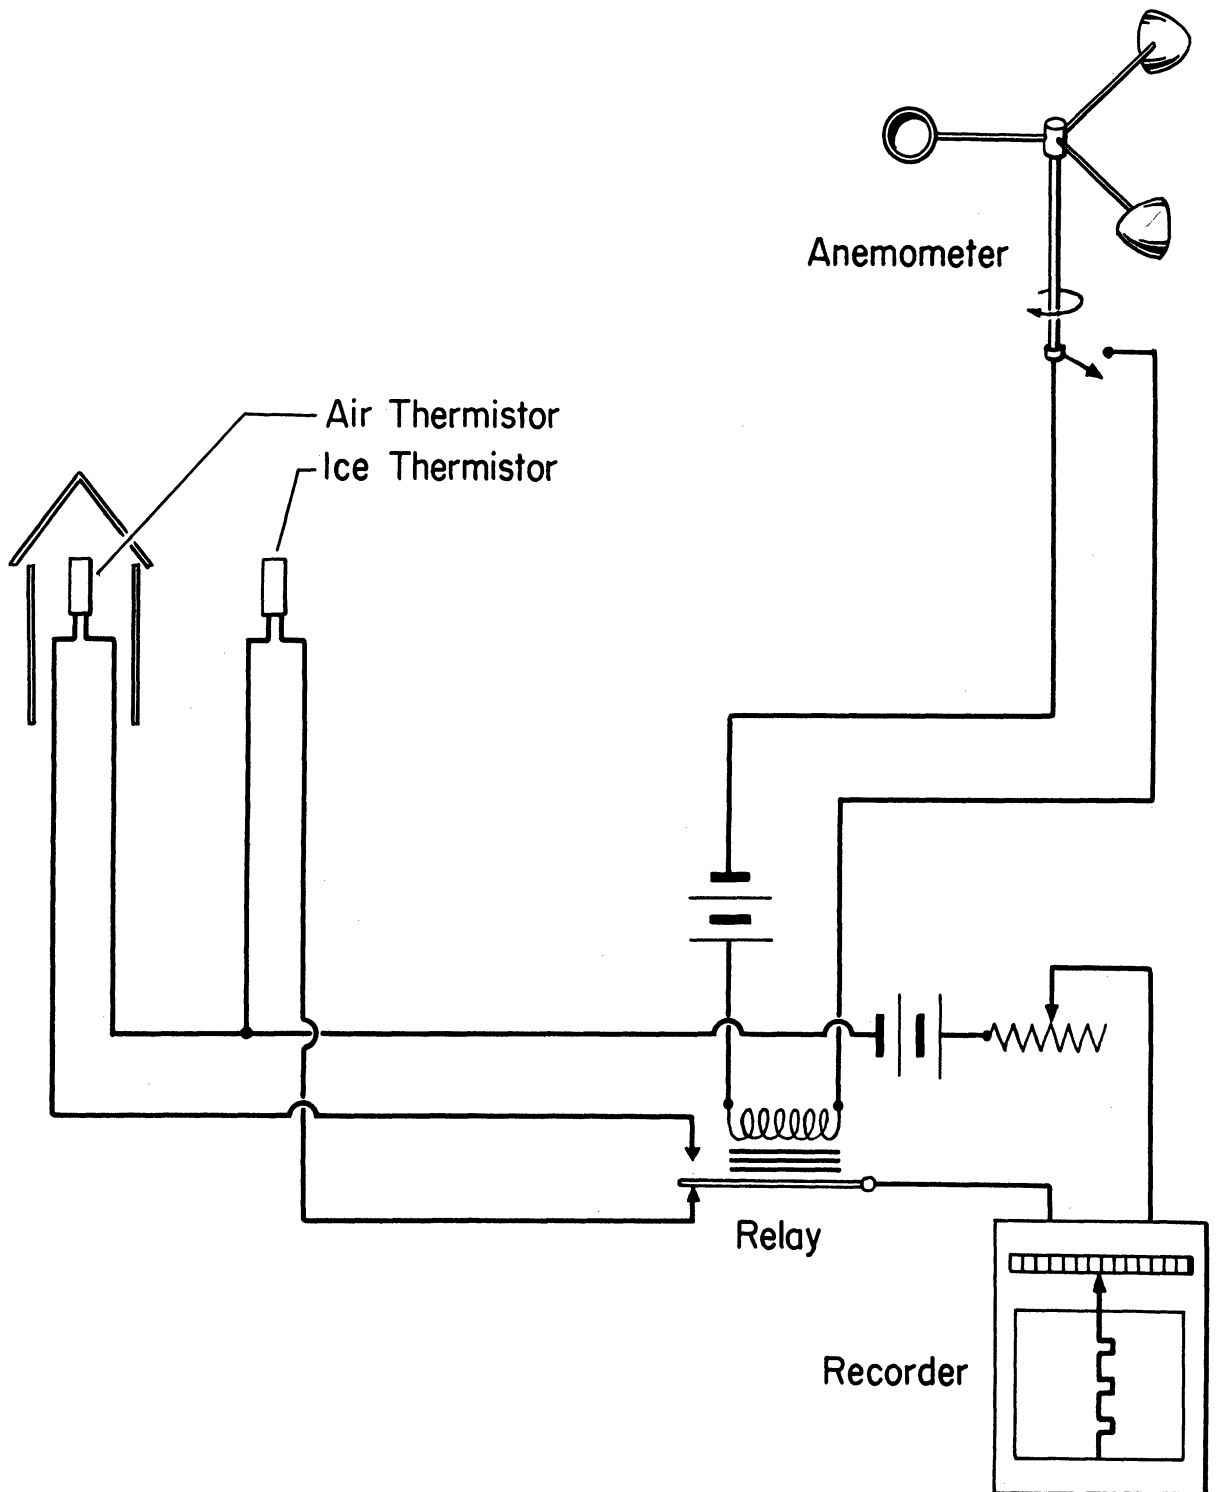 Anemometer
Air Thermistor
Ice Thermistor
Relay
Recorder